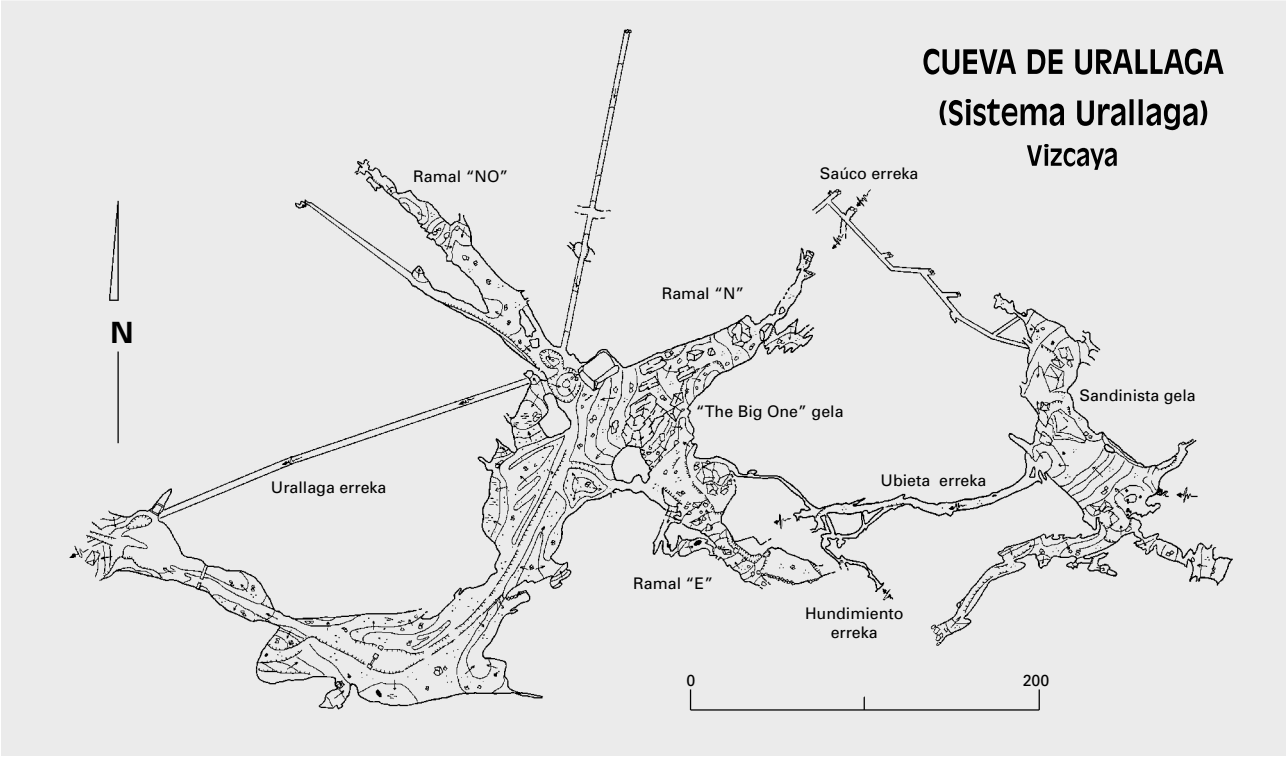 CUEVA DE URALLAGA
(Sistema Urallaga)
Vizcaya
Ramal “NO”
Saúco erreka
Ramal “N”
N
Sandinista gela
“The Big One” gela
Ubieta erreka
Urallaga erreka
Ramal “E”
Hundimiento
erreka
0
200